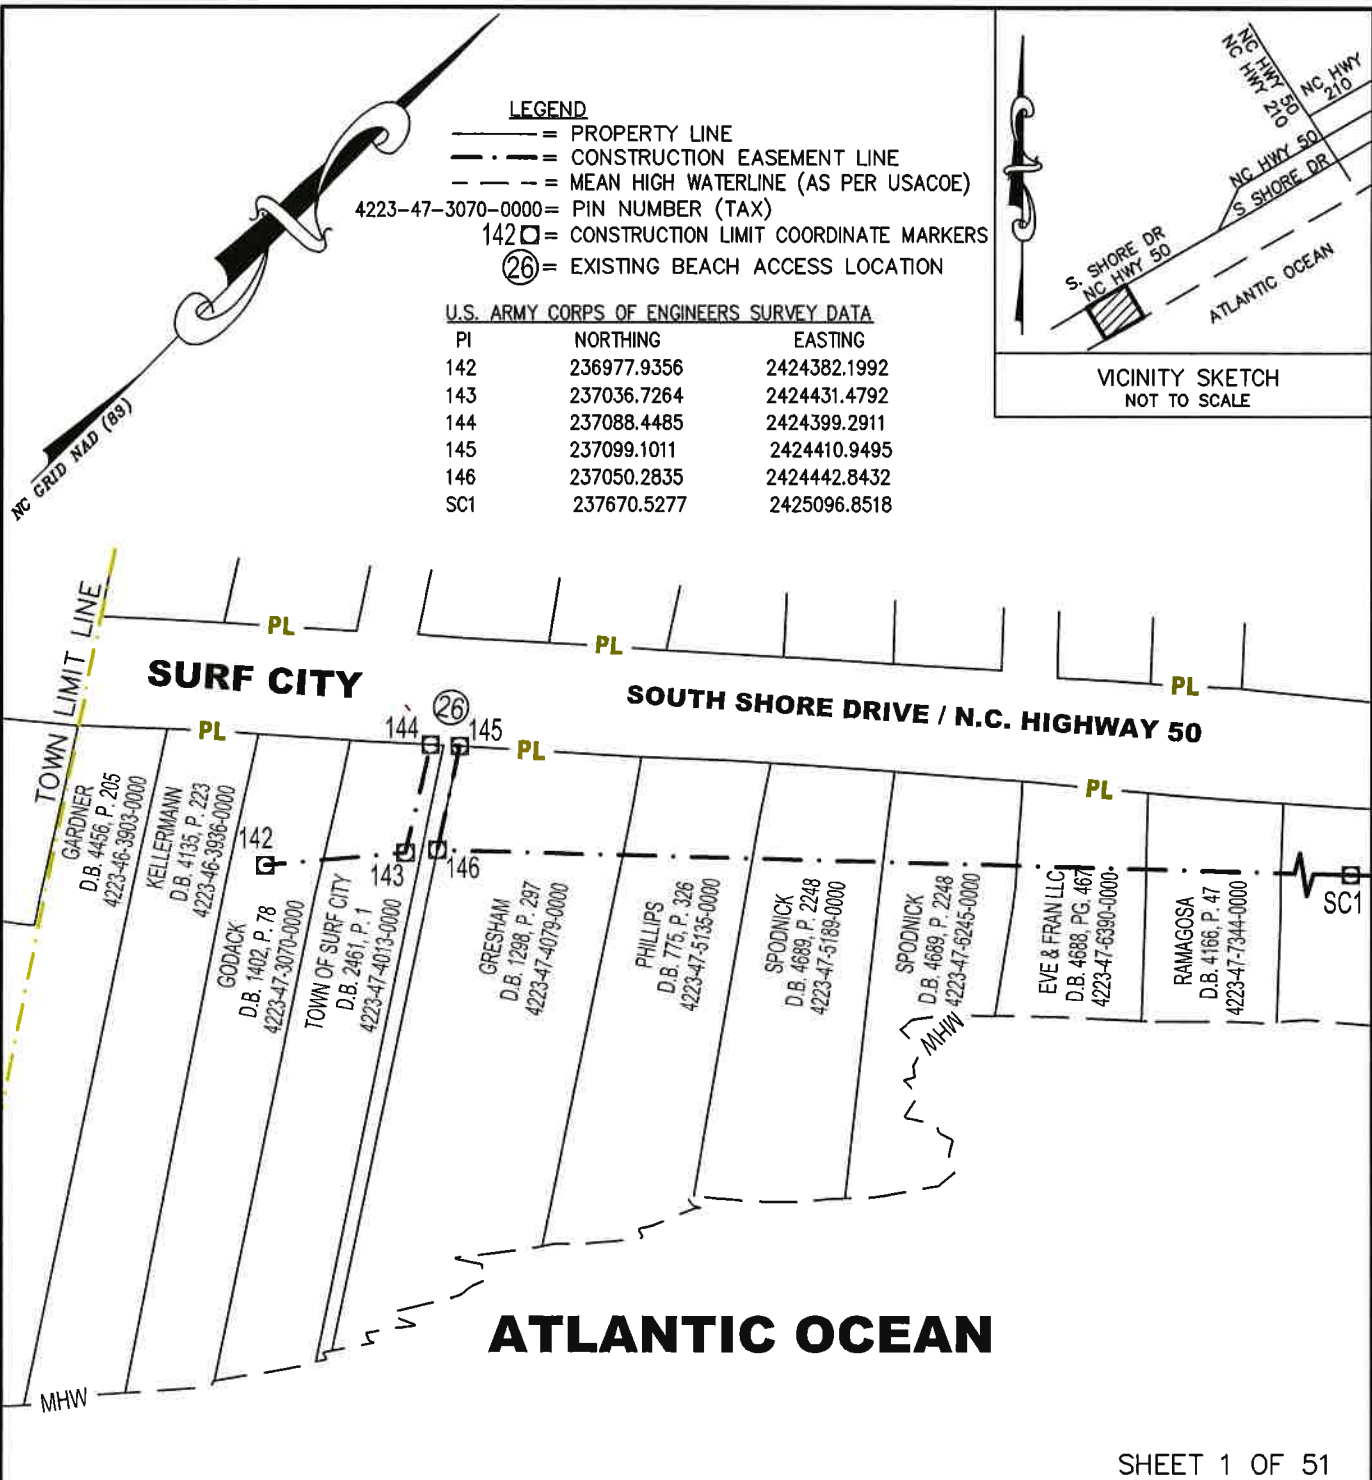 LEGEND
= PROPERTY LINE
= CONSTRUCTION EASEMENT LINE
= MEAN HIGH WATERLINE (AS PER USACOE)
4223-47-3070-0000= PIN NUMBER (TAX)
142 = CONSTRUCTION LIMIT COORDINATE MARKERS
26 = EXISTING BEACH ACCESS LOCATION
NC GRID NAD (83)
U.S. ARMY CORPS OF ENGINEERS SURVEY DATA
PI NORTHING EASTING
142 236977.9356 2424382.1992
143 237036.7264 2424431.4792
144 237088.4485 2424399.2911
145 237099.1011 2424410.9495
146 237050.2835 2424442.8432
SC1 237670.5277 2425096.8518
NC HWY 50
NC HWY 210
NC HWY
210
NC HWY 50
S SHORE DR
S. SHORE DR
NC HWY 50
ATLANTIC OCEAN
VICINITY SKETCH
NOT TO SCALE
TOWN LIMIT LINE
PL
PL
PL
SURF CITY
SOUTH SHORE DRIVE / N.C. HIGHWAY 50
PL
PL
PL
26
144
145
142
143
146
SC1
GARDNER
D.B. 4456, P. 205
4223-46-3903-0000
KELLERMANN
D.B. 4135, P. 223
4223-46-3936-0000
GODACK
D.B. 1402, P. 78
4223-47-3070-0000
TOWN OF SURF CITY
D.B. 2461, P. 1
4223-47-4013-0000
GRESHAM
D.B. 1298, P. 297
4223-47-4079-0000
PHILLIPS
D.B. 775, P. 326
4223-47-5135-0000
SPODNICK
D.B. 4689, P. 2248
4223-47-5189-0000
SPODNICK
D.B. 4689, P. 2248
4223-47-6245-0000
EVE & FRAN LLC
D.B. 4688, PG. 467
4223-47-6390-0000
RAMAGOSA
D.B. 4166, P. 47
4223-47-7344-0000
MHW
ATLANTIC OCEAN
MHW
SHEET 1 OF 51